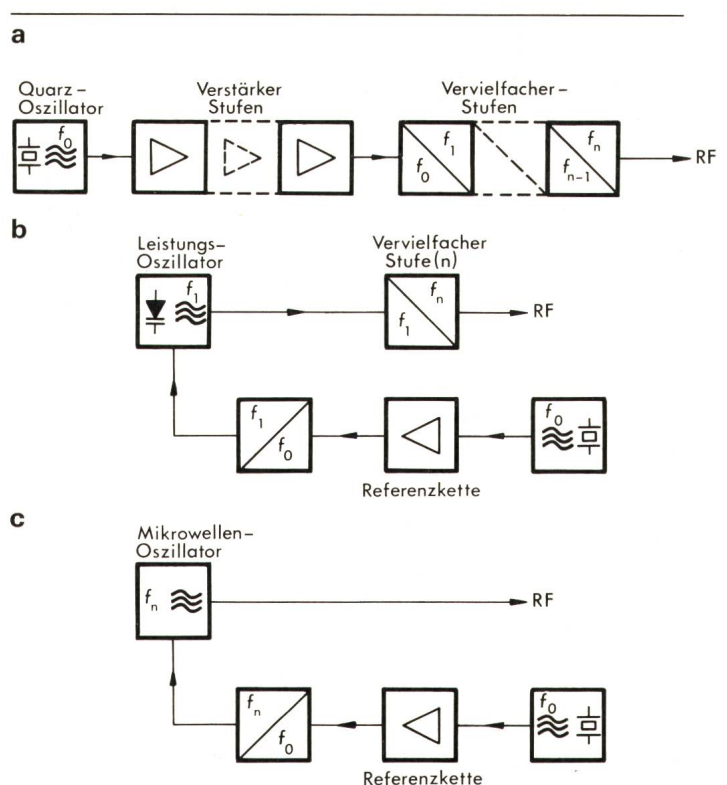 a
Quarz-
Oszillator
Verstärker
Stufen
Vervielfacher-
Stufen
f₀
f₁
f₀
fₙ
fₙ₋₁
RF
b
Leistungs-
Oszillator
Vervielfacher
Stufe(n)
f₁
fₙ
f₁
RF
f₁
f₀
f₀
Referenzkette
c
Mikrowellen-
Oszillator
fₙ
RF
fₙ
f₀
f₀
Referenzkette